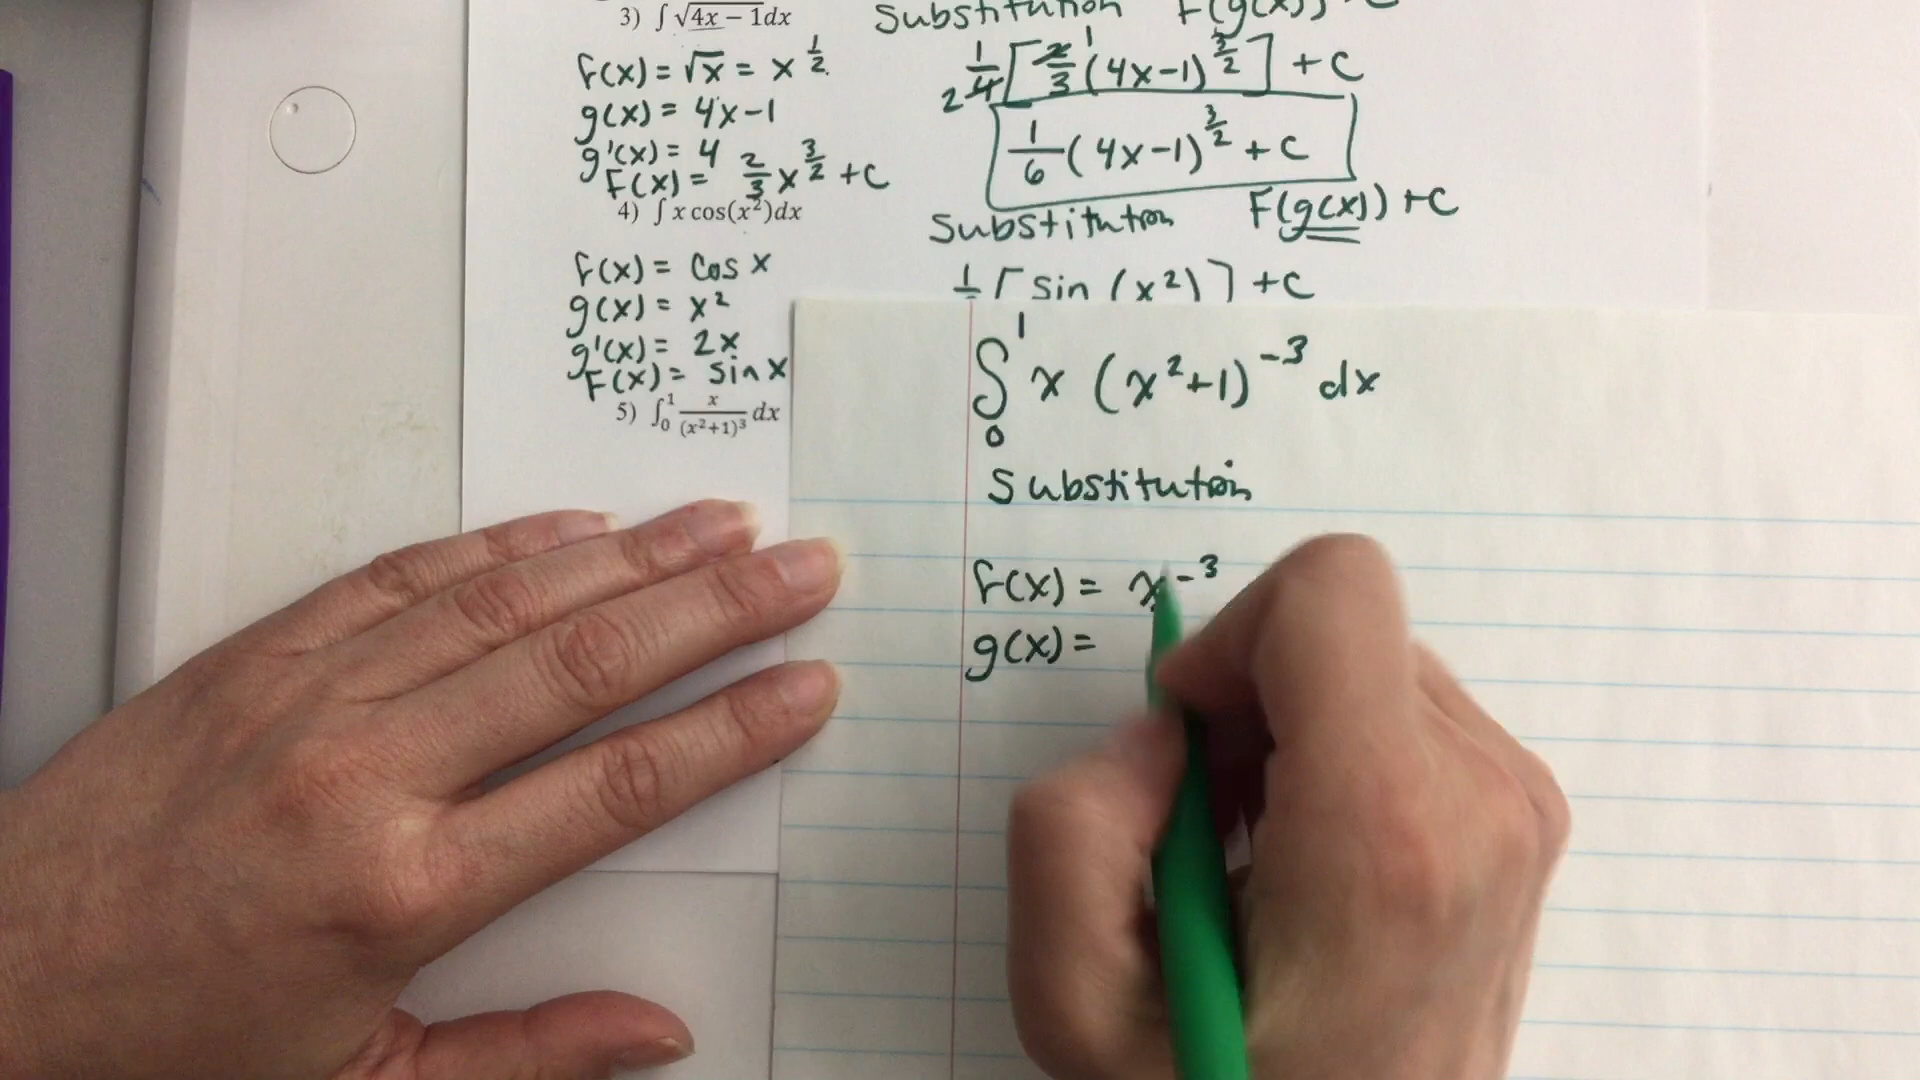 3) ∫ √4x − 1dx
Substitution F(g(x)) + C
f(x) = √x = x^1/2
g(x) = 4x−1
g'(x) = 4
F(x) = 2/3 x^3/2 + C
1/4 [2/3 (4x−1)^3/2] + C
2 1
1/6 (4x−1)^3/2 + C
4) ∫ x cos(x²)dx
Substitution F(g(x)) + C
f(x) = cos x
g(x) = x²
g'(x) = 2x
F(x) = sin x
[sin (x²)] + C
5) ∫₀¹ x/(x²+1)³ dx
∫₀¹ x (x²+1)⁻³ dx
Substitution
f(x) = x⁻³
g(x) =